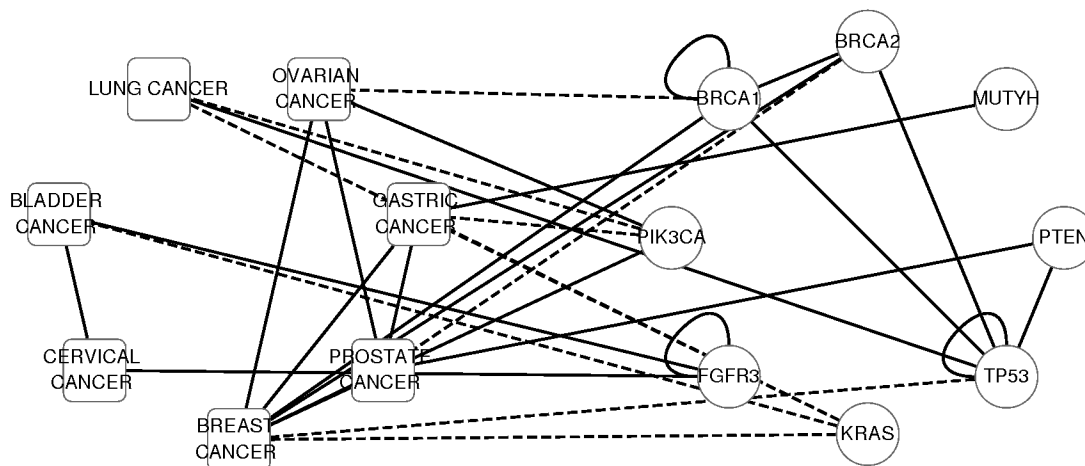 BRCA2
OVARIAN
CANCER
LUNG CANCER
BRCA1
MUTYH
BLADDER
CANCER
GASTRIC
CANCER
PIK3CA
PTEN
CERVICAL
CANCER
PROSTATE
CANCER
FGFR3
TP53
BREAST
CANCER
KRAS